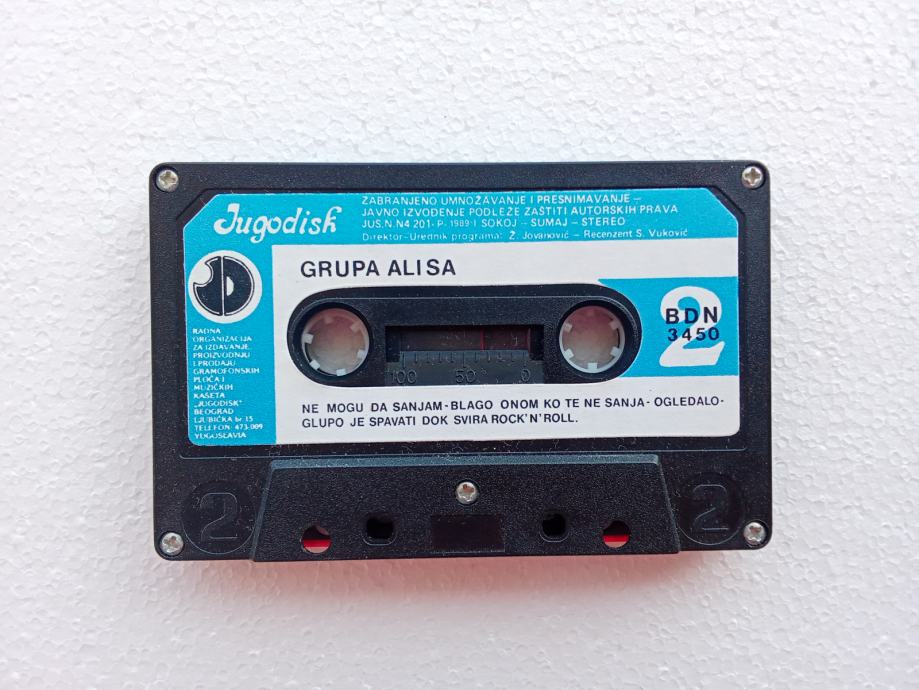 Jugodisk
ZABRANJENO UMNOŽAVANJE I PRESNIMAVANJE –
JAVNO IZVOĐENJE PODLEŽE ZAŠTITI AUTORSKIH PRAVA
JUS.N.N4 201-P-1989-I SOKOJ – SUMAJ – STEREO
Direktor–Urednik programa: Ž. Jovanović – Recenzent S. Vuković
GRUPA ALISA
2
BDN
3450
RADNA
ORGANIZACIJA
ZA IZDAVANJE
PROIZVODNJU
I PRODAJU
GRAMOFONSKIH
PLOČA I
MUZIČKIH
KASETA
„JUGODISK"
BEOGRAD
LJUBIČKA br 15
TELEFON: 473-009
YUGOSLAVIA
100 50 0
NE MOGU DA SANJAM-BLAGO ONOM KO TE NE SANJA-OGLEDALO-
GLUPO JE SPAVATI DOK SVIRA ROCK'N'ROLL.
2 2